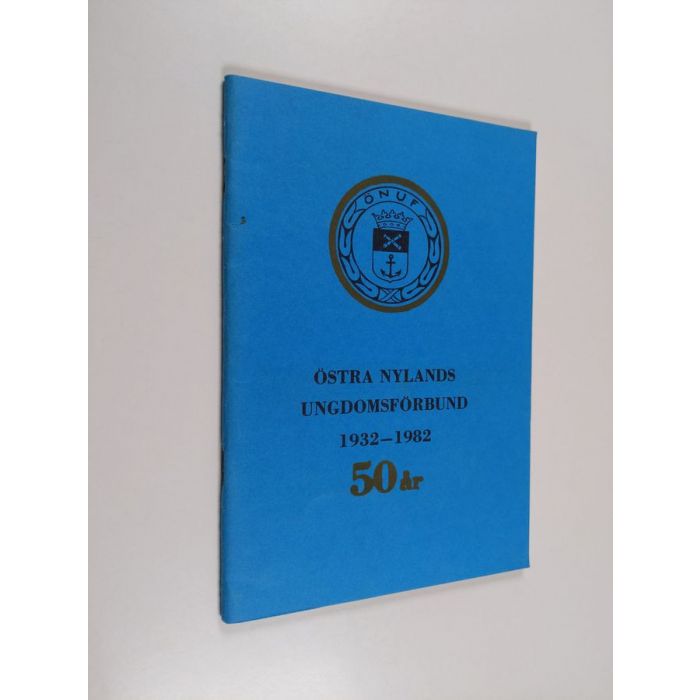 ÖNUF
ÖSTRA NYLANDS
UNGDOMSFÖRBUND
1932–1982
50 år